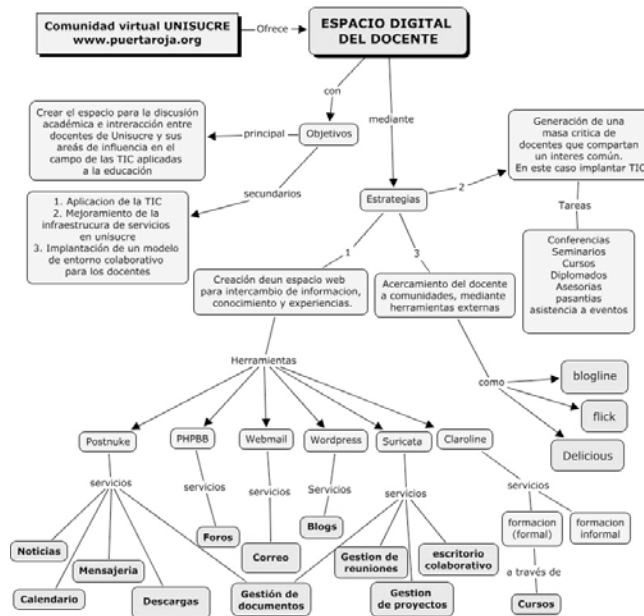 Comunidad virtual UNISUCRE
www.puertaroja.org
Ofrece
ESPACIO DIGITAL
DEL DOCENTE
con
mediante
Crear el espacio para la discusión
académica e intreracción entre
docentes de Unisucre y sus
areás de influencia en el
campo de las TIC aplicadas
a la educación
principal
Objetivos
secundarios
1. Aplicacion de la TIC
2. Mejoramiento de la
infraestrucura de servicios
en unisucre
3. Implantación de un modelo
de entorno colaborativo
para los docentes
Estrategias
2
Generación de una
masa critica de
docentes que compartan
un interes común.
En este caso implantar TIC
Tareas
Conferencias
Seminarios
Cursos
Diplomados
Asesorias
pasantías
asistencia a eventos
1
3
Creación deun espacio web
para intercambio de informacion,
conocimiento y experiencias.
Acercamiento del docente
a comunidades, mediante
herramientas externas
como
blogline
flick
Delicious
Herramientas
Postnuke
PHPBB
Webmail
Wordpress
Suricata
Claroline
servicios
servicios
servicios
Servicios
servicios
servicios
Noticias
Calendario
Mensajeria
Descargas
Foros
Correo
Blogs
Gestión de
documentos
Gestion de
reuniones
Gestion
de proyectos
escritorio
colaborativo
formacion
(formal)
formacion
informal
a través de
Cursos